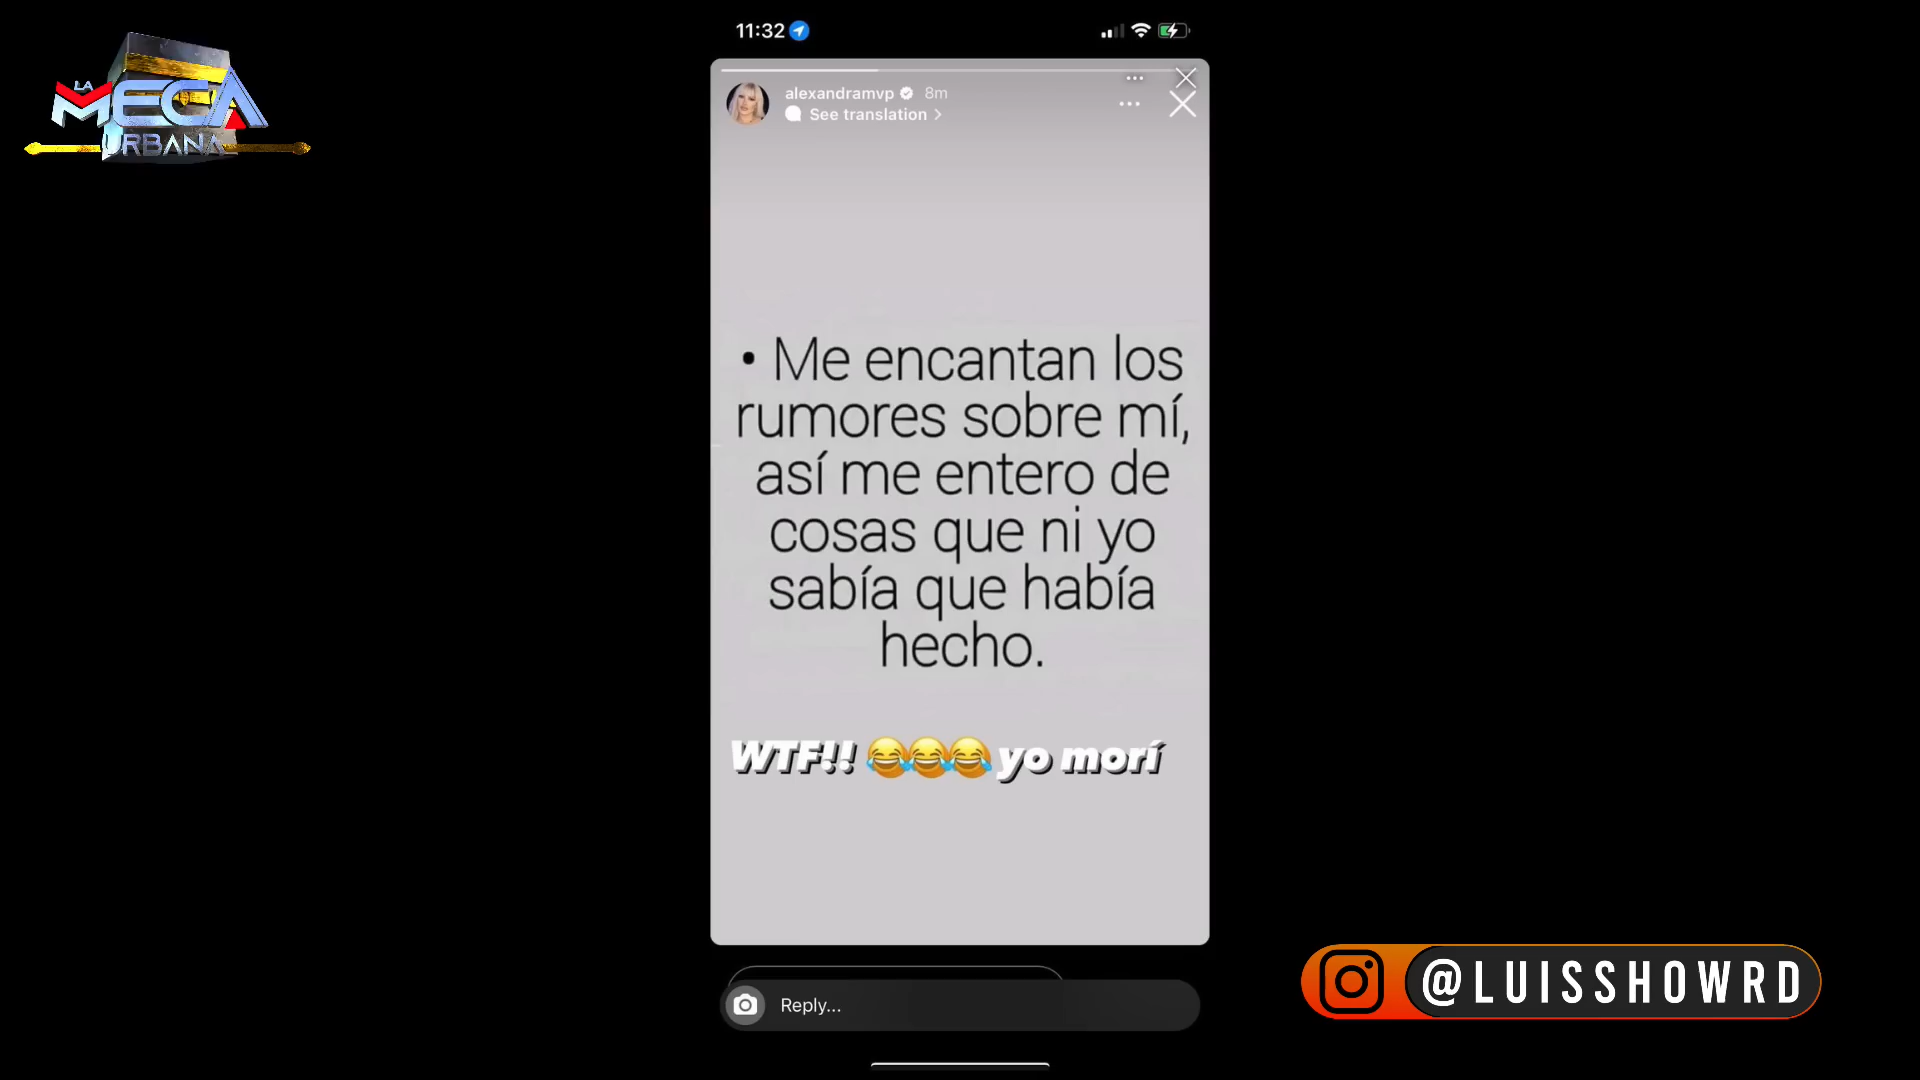 LA
MECA
URBANA
11:32
alexandramvp 8m
See translation >
• Me encantan los
rumores sobre mí,
así me entero de
cosas que ni yo
sabía que había
hecho.
WTF!! 😂😂😂 yo morí
Reply...
@LUISSHOWRD